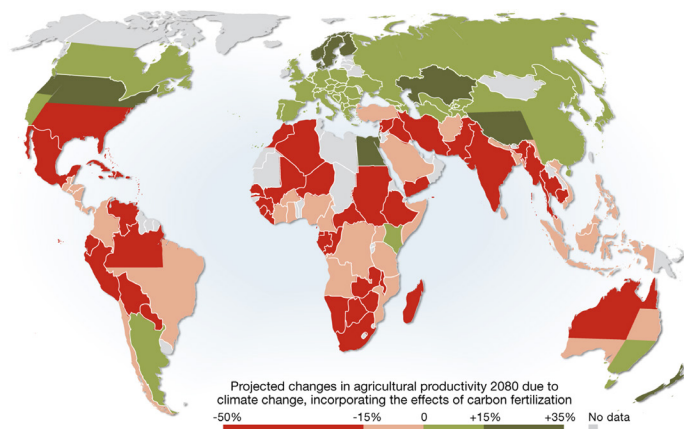 Projected changes in agricultural productivity 2080 due to
climate change, incorporating the effects of carbon fertilization
-50% -15% 0 +15% +35% No data